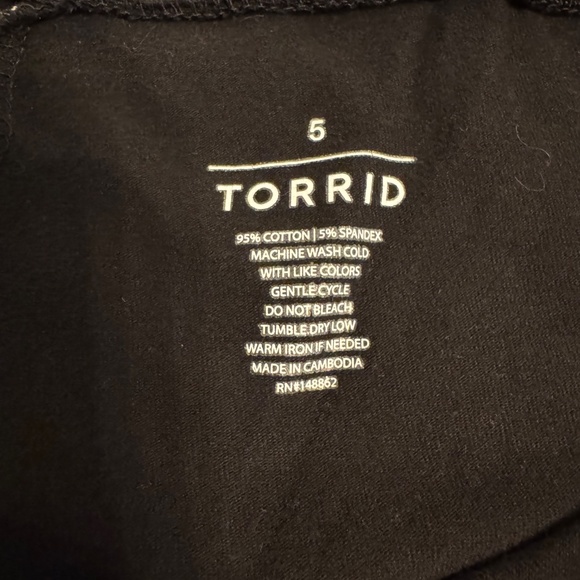 5
TORRID
95% COTTON | 5% SPANDEX
MACHINE WASH COLD
WITH LIKE COLORS
GENTLE CYCLE
DO NOT BLEACH
TUMBLE DRY LOW
WARM IRON IF NEEDED
MADE IN CAMBODIA
RN#148862